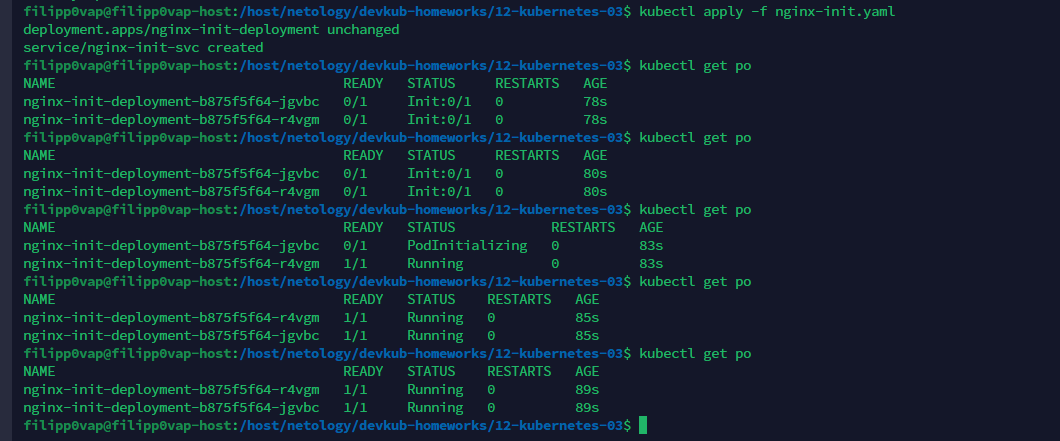 filipp0vap@filipp0vap-host:/host/netology/devkub-homeworks/12-kubernetes-03$ kubectl apply -f nginx-init.yaml
deployment.apps/nginx-init-deployment unchanged
service/nginx-init-svc created
filipp0vap@filipp0vap-host:/host/netology/devkub-homeworks/12-kubernetes-03$ kubectl get po
NAME READY STATUS RESTARTS AGE
nginx-init-deployment-b875f5f64-jgvbc 0/1 Init:0/1 0 78s
nginx-init-deployment-b875f5f64-r4vgm 0/1 Init:0/1 0 78s
filipp0vap@filipp0vap-host:/host/netology/devkub-homeworks/12-kubernetes-03$ kubectl get po
NAME READY STATUS RESTARTS AGE
nginx-init-deployment-b875f5f64-jgvbc 0/1 Init:0/1 0 80s
nginx-init-deployment-b875f5f64-r4vgm 0/1 Init:0/1 0 80s
filipp0vap@filipp0vap-host:/host/netology/devkub-homeworks/12-kubernetes-03$ kubectl get po
NAME READY STATUS RESTARTS AGE
nginx-init-deployment-b875f5f64-jgvbc 0/1 PodInitializing 0 83s
nginx-init-deployment-b875f5f64-r4vgm 1/1 Running 0 83s
filipp0vap@filipp0vap-host:/host/netology/devkub-homeworks/12-kubernetes-03$ kubectl get po
NAME READY STATUS RESTARTS AGE
nginx-init-deployment-b875f5f64-r4vgm 1/1 Running 0 85s
nginx-init-deployment-b875f5f64-jgvbc 1/1 Running 0 85s
filipp0vap@filipp0vap-host:/host/netology/devkub-homeworks/12-kubernetes-03$ kubectl get po
NAME READY STATUS RESTARTS AGE
nginx-init-deployment-b875f5f64-r4vgm 1/1 Running 0 89s
nginx-init-deployment-b875f5f64-jgvbc 1/1 Running 0 89s
filipp0vap@filipp0vap-host:/host/netology/devkub-homeworks/12-kubernetes-03$